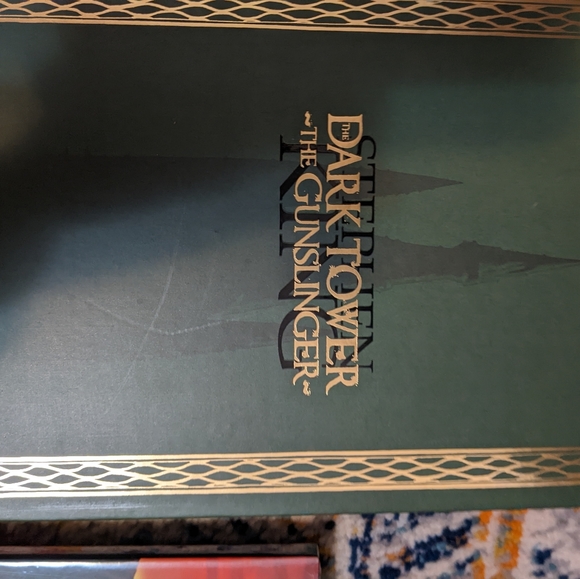 STEPHEN
KING
THE DARK TOWER
~THE GUNSLINGER~